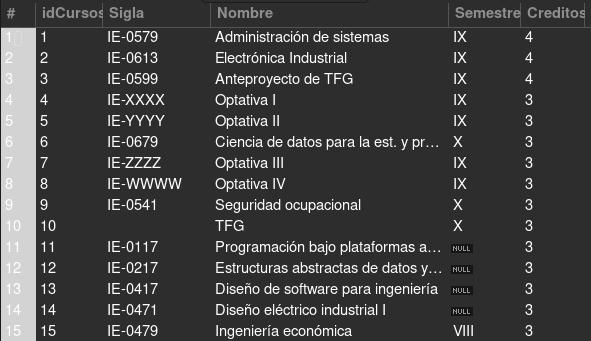 # idCursos Sigla Nombre Semestre Creditos
1 1 IE-0579 Administración de sistemas IX 4
2 2 IE-0613 Electrónica Industrial IX 4
3 3 IE-0599 Anteproyecto de TFG IX 4
4 4 IE-XXXX Optativa I IX 3
5 5 IE-YYYY Optativa II IX 3
6 6 IE-0679 Ciencia de datos para la est. y pr... X 3
7 7 IE-ZZZZ Optativa III IX 3
8 8 IE-WWWW Optativa IV IX 3
9 9 IE-0541 Seguridad ocupacional X 3
10 10 TFG X 3
11 11 IE-0117 Programación bajo plataformas a... NULL 3
12 12 IE-0217 Estructuras abstractas de datos y... NULL 3
13 13 IE-0417 Diseño de software para ingeniería NULL 3
14 14 IE-0471 Diseño eléctrico industrial I NULL 3
15 15 IE-0479 Ingeniería económica VIII 3